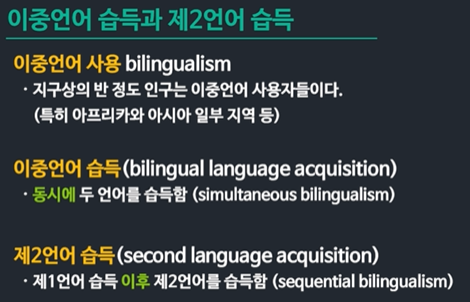 이중언어 습득과 제2언어 습득
이중언어 사용 bilingualism
· 지구상의 반 정도 인구는 이중언어 사용자들이다.
(특히 아프리카와 아시아 일부 지역 등)
이중언어 습득(bilingual language acquisition)
· 동시에 두 언어를 습득함 (simultaneous bilingualism)
제2언어 습득(second language acquisition)
· 제1언어 습득 이후 제2언어를 습득함 (sequential bilingualism)